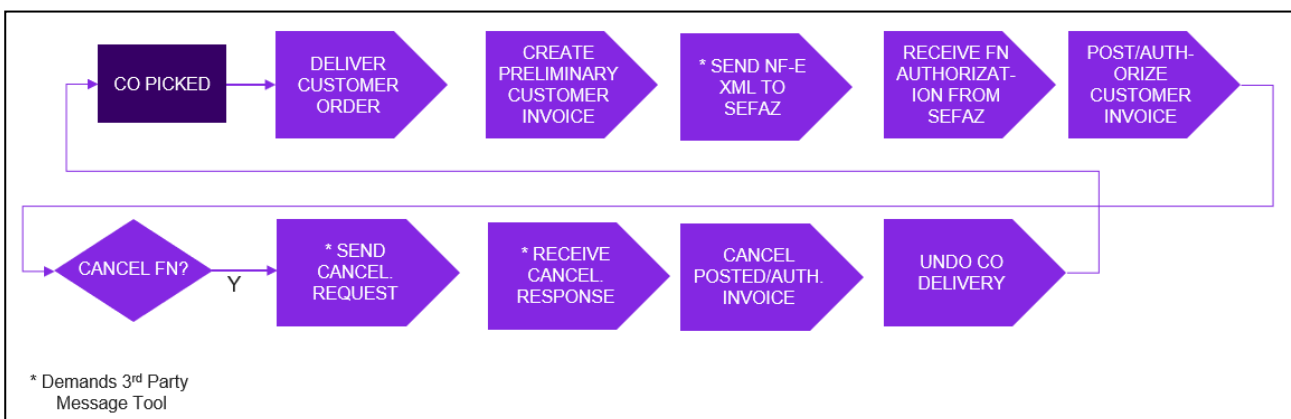 CO PICKED
DELIVER
CUSTOMER
ORDER
CREATE
PRELIMINARY
CUSTOMER
INVOICE
* SEND NF-E
XML TO
SEFAZ
RECEIVE FN
AUTHORIZAT-
ION FROM
SEFAZ
POST/AUTH-
ORIZE
CUSTOMER
INVOICE
CANCEL FN?
Y
* SEND
CANCEL.
REQUEST
* RECEIVE
CANCEL.
RESPONSE
CANCEL
POSTED/AUTH.
INVOICE
UNDO CO
DELIVERY
* Demands 3rd Party
Message Tool